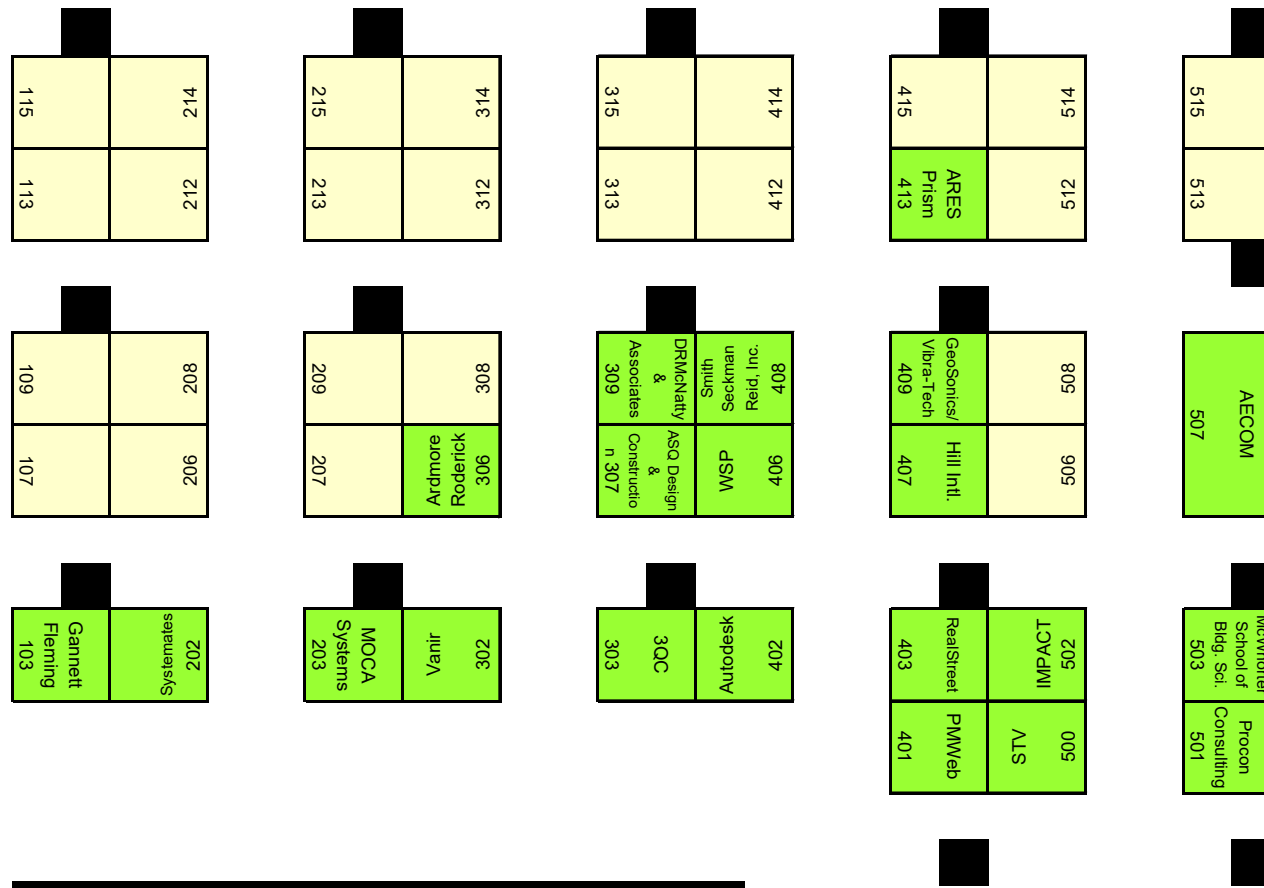 115
214
215
314
315
414
415
514
515
113
212
213
312
313
412
ARES
Prism
413
512
513
109
208
209
308
DRMcNatty
&
Associates
309
Smith
Seckman
Reid, Inc.
408
GeoSonics/
Vibra-Tech
409
508
AECOM
507
107
206
207
Ardmore
Roderick
306
ASQ Design
&
Constructio
n 307
WSP
406
Hill Intl.
407
506
Gannett
Fleming
103
Systemates
202
MOCA
Systems
203
Vanir
302
3QC
303
Autodesk
402
RealStreet
403
IMPACT
502
McWhorter
School of
Bldg. Sci.
503
PMWeb
401
STV
500
Procon
Consulting
501